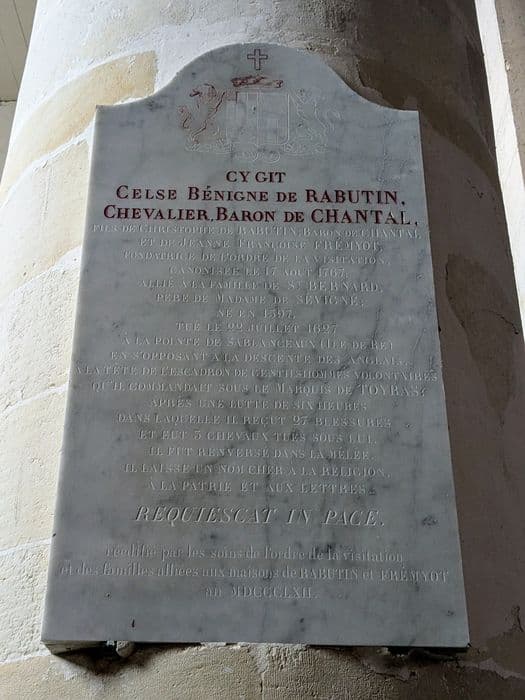 CY GIT
CELSE BÉNIGNE DE RABUTIN,
CHEVALIER, BARON DE CHANTAL,
FILS DE CHRISTOPHE DE RABUTIN, BARON DE CHANTAL
ET DE JEANNE FRANÇOISE FRÉMYOT,
FONDATRICE DE L'ORDRE DE LA VISITATION,
CANONISÉE LE 17 AOUT 1767,
ALLIÉ A LA FAMILLE DE ST BERNARD,
PÈRE DE MADAME DE SÉVIGNÉ,
NÉ EN 1597,
TUÉ LE 22 JUILLET 1627
A LA POINTE DE SABLANCEAUX (ILE DE RÉ)
EN S'OPPOSANT A LA DESCENTE DES ANGLAIS,
A LA TÊTE DE L'ESCADRON DE GENTILSHOMMES VOLONTAIRES
QU'IL COMMANDAIT SOUS LE MARQUIS DE TOYRAS,
APRÈS UNE LUTTE DE SIX HEURES
DANS LAQUELLE IL REÇUT 27 BLESSURES
ET EUT 3 CHEVAUX TUÉS SOUS LUI,
IL FUT RENVERSÉ DANS LA MÊLÉE.
IL LAISSE UN NOM CHER A LA RELIGION,
A LA PATRIE ET AUX LETTRES.
REQUIESCAT IN PACE.
réédifié par les soins de l'ordre de la visitation
et des familles alliées aux maisons de RABUTIN et FRÉMYOT
an MDCCCLXII.